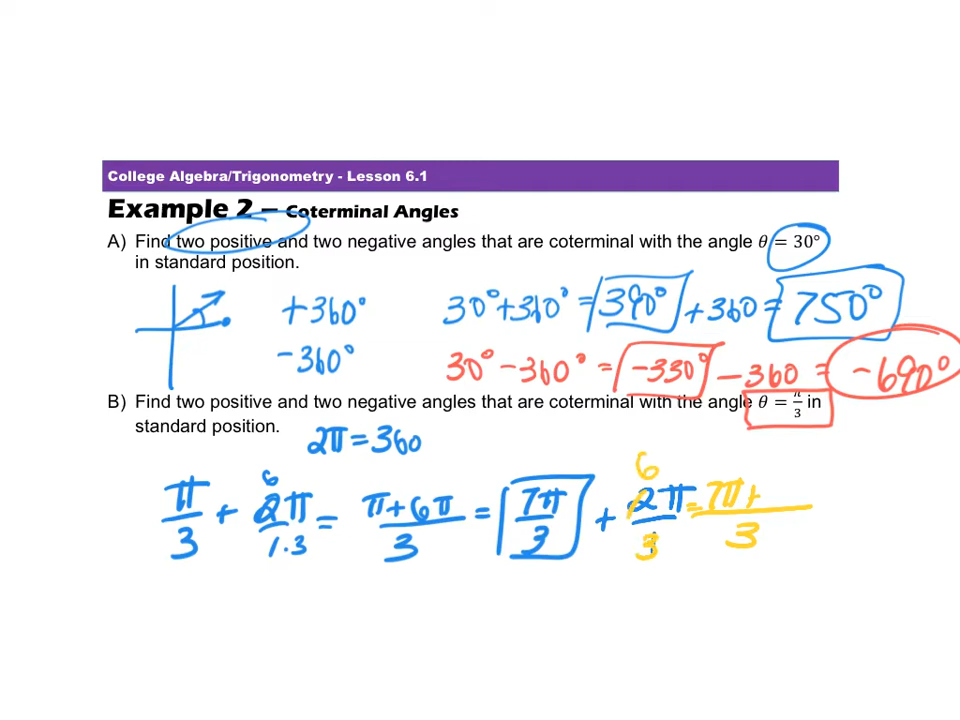 College Algebra/Trigonometry - Lesson 6.1
Example 2 – Coterminal Angles
A) Find two positive and two negative angles that are coterminal with the angle θ = 30°
in standard position.
+360° 30°+360° = 390° +360 = 750°
-360° 30° -360° = -330° -360 = -690°
B) Find two positive and two negative angles that are coterminal with the angle θ = π/3 in
standard position.
2π = 360
π/3 + 6 2π/1·3 = π+6π/3 = 7π/3 + 6 2π/3 = 7π+/3